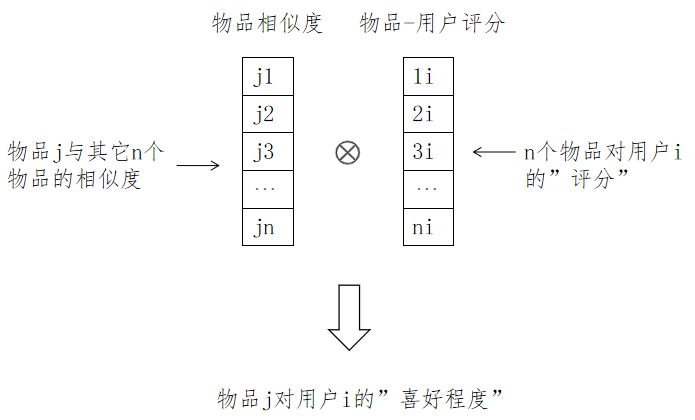 物品相似度
物品-用户评分
j1
1i
j2
2i
物品j与其它n个
物品的相似度
j3
3i
n个物品对用户i
的”评分”
...
...
jn
ni
物品j对用户i的”喜好程度”